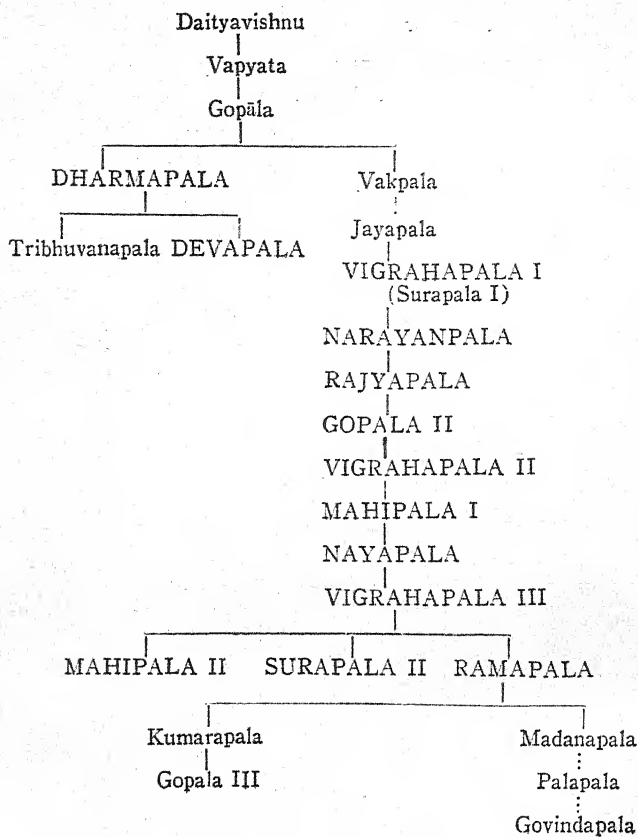 Daityavishnu
Vapyata
Gopāla
DHARMAPALA Vakpala
Tribhuvanapala DEVAPALA Jayapala
VIGRAHAPALA I
(Surapala I)
NARAYANPALA
RAJYAPALA
GOPALA II
VIGRAHAPALA II
MAHIPALA I
NAYAPALA
VIGRAHAPALA III
MAHIPALA II SURAPALA II RAMAPALA
Kumarapala Madanapala
Gopala III Palapala
Govindapala